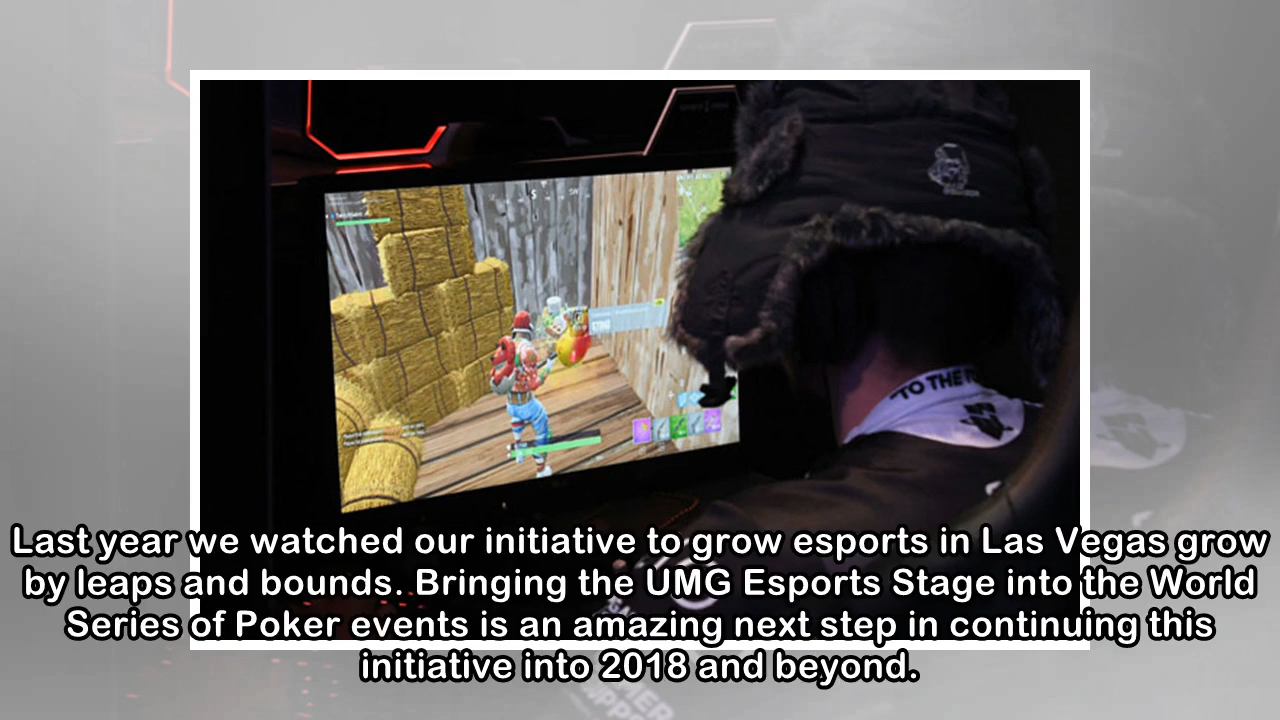 TO THE
Last year we watched our initiative to grow esports in Las Vegas grow
by leaps and bounds. Bringing the UMG Esports Stage into the World
Series of Poker events is an amazing next step in continuing this
initiative into 2018 and beyond.